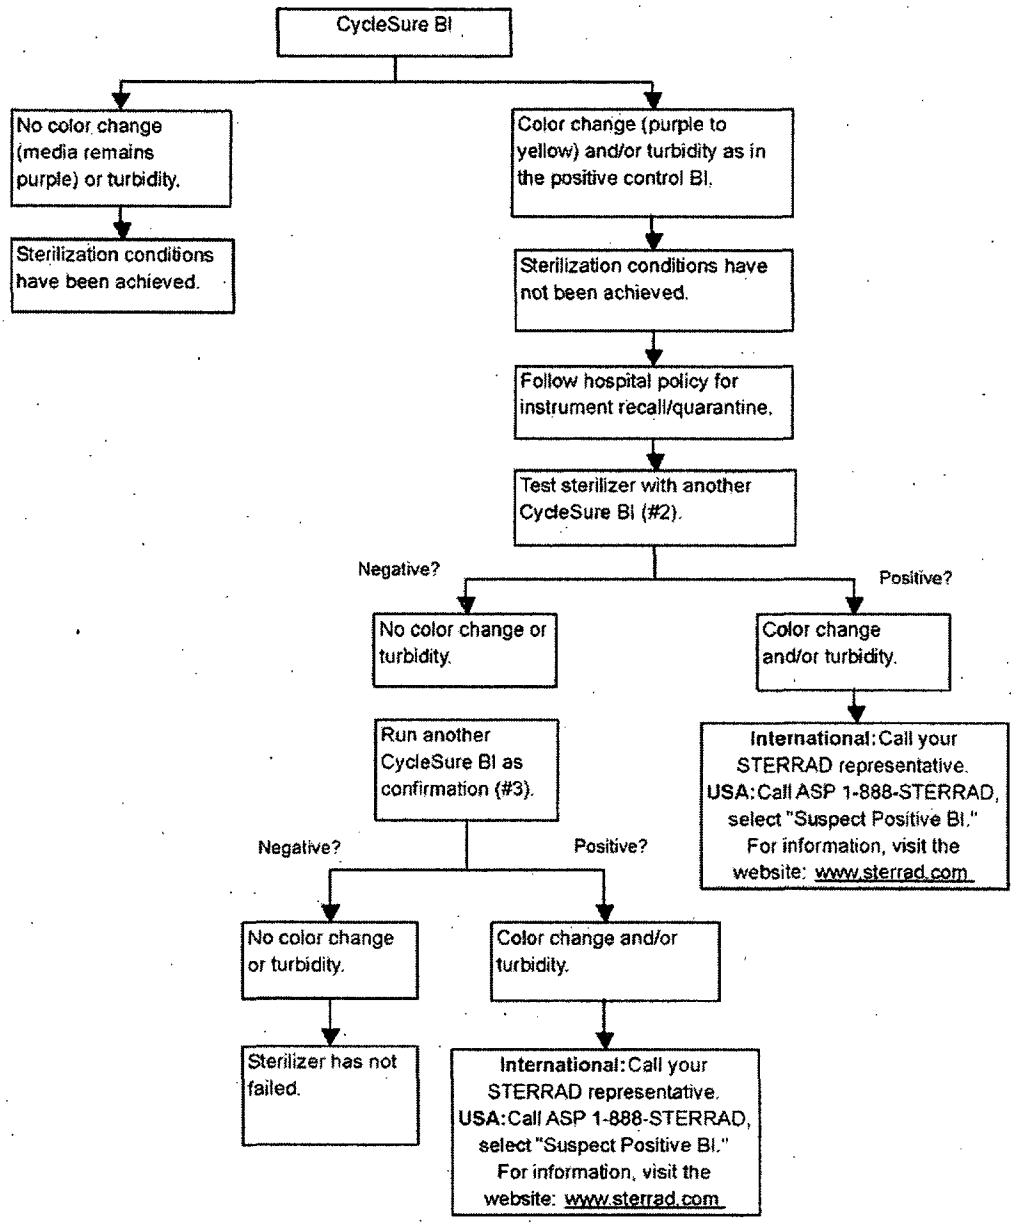 CycleSure BI
No color change
(media remains
purple) or turbidity.
Color change (purple to
yellow) and/or turbidity as in
the positive control BI.
Sterilization conditions
have been achieved.
Sterilization conditions have
not been achieved.
Follow hospital policy for
instrument recall/quarantine.
Test sterilizer with another
CycleSure BI (#2).
Negative?
Positive?
No color change or
turbidity.
Color change
and/or turbidity.
Run another
CycleSure BI as
confirmation (#3).
International: Call your
STERRAD representative.
USA: Call ASP 1-888-STERRAD,
select "Suspect Positive BI."
For information, visit the
website: www.sterrad.com
Negative?
Positive?
No color change
or turbidity.
Color change and/or
turbidity.
Sterilizer has not
failed.
International: Call your
STERRAD representative.
USA: Call ASP 1-888-STERRAD,
select "Suspect Positive BI."
For information, visit the
website: www.sterrad.com